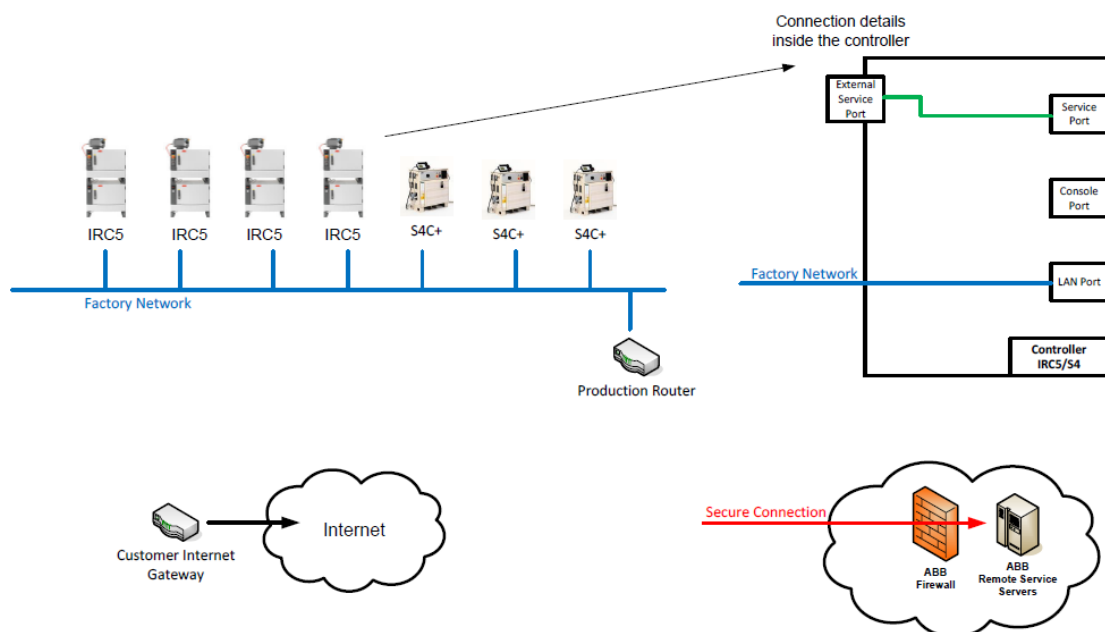 Connection details
inside the controller
External
Service
Port
Service
Port
Console
Port
IRC5
IRC5
IRC5
IRC5
S4C+
S4C+
S4C+
Factory Network
Factory Network
LAN Port
Controller
IRC5/S4
Production Router
Customer Internet
Gateway
Internet
Secure Connection
ABB
Firewall
ABB
Remote Service
Servers